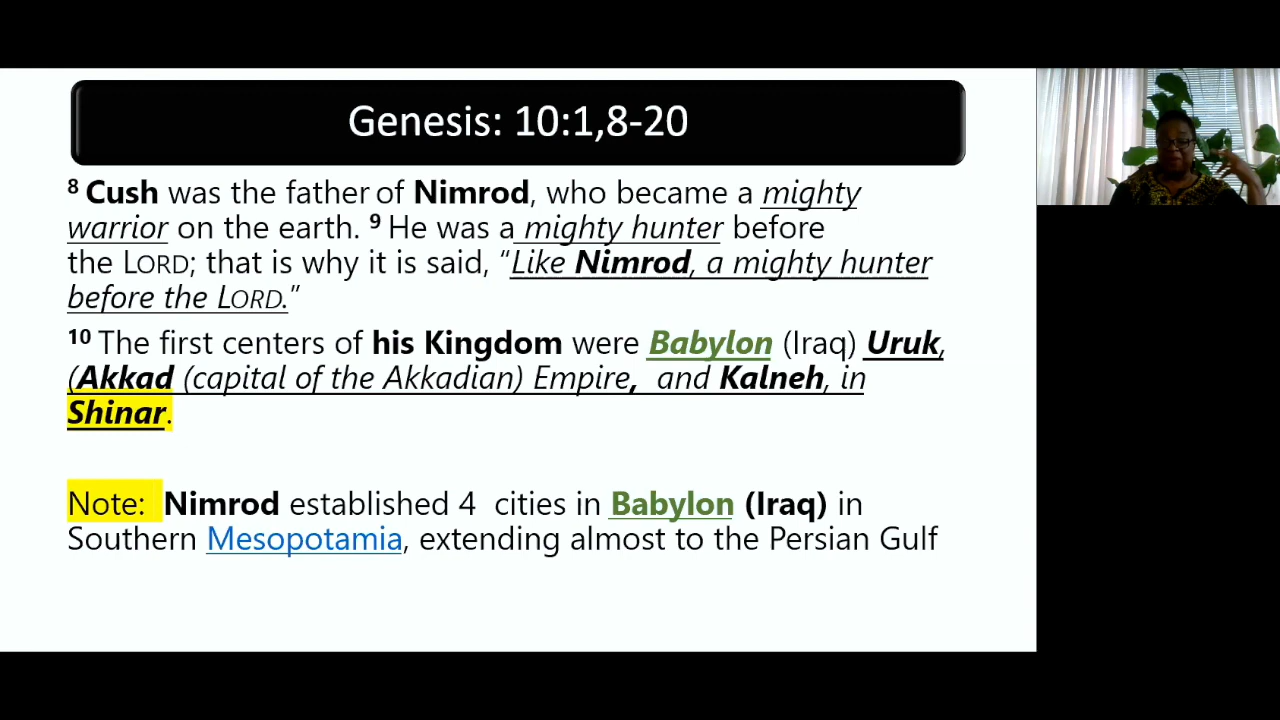 Genesis: 10:1,8-20
8 Cush was the father of Nimrod, who became a mighty
warrior on the earth. 9 He was a mighty hunter before
the LORD; that is why it is said, “Like Nimrod, a mighty hunter
before the LORD.”
10 The first centers of his Kingdom were Babylon (Iraq) Uruk,
(Akkad (capital of the Akkadian) Empire, and Kalneh, in
Shinar.
Note: Nimrod established 4 cities in Babylon (Iraq) in
Southern Mesopotamia, extending almost to the Persian Gulf